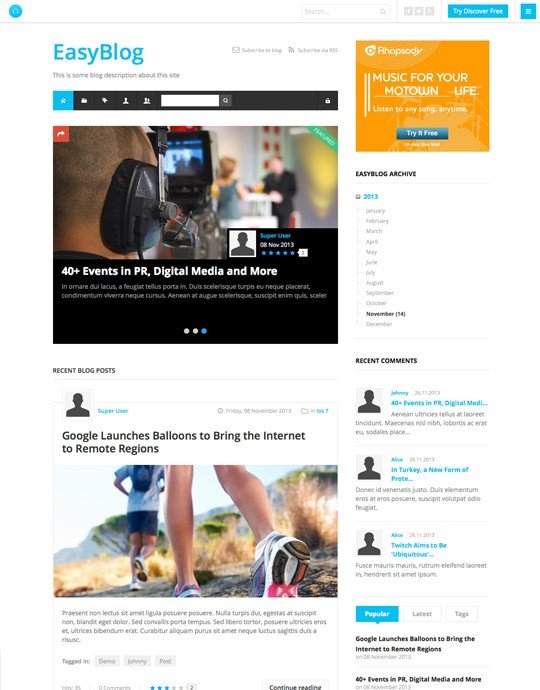 Search...
Try Discover Free
EasyBlog
Subscribe to blog
Subscribe via RSS
This is some blog description about this site
FEATURED
Super User
08 Nov 2013
1
40+ Events in PR, Digital Media and More
In ornare dui lacus, a feugiat tellus porta in. Duis scelerisque turpis eu neque placerat,
condimentum viverra neque cursus. Aenean at augue scelerisque, suscipit enim quis, sceler
RECENT BLOG POSTS
Super User
Friday, 08 November 2013
in Ios 7
Google Launches Balloons to Bring the Internet
to Remote Regions
Praesent non lectus sit amet ligula posuere posuere. Nulla turpis dui, egestas at suscipit
non, blandit eget dolor. Sed convallis porta tempus. Sed libero tortor, posuere ultricies eros
et, ultrices bibendum erat. Curabitur aliquam purus sit amet neque luctus sagittis duis a
risusc.
Tagged in: Demo Johnny Post
Hits: 35
0 Comments
2
Continue reading
Rhapsody
MUSIC FOR YOUR
MOTOWN LIFE.
Listen to any song, anytime.
Try It Free
14-day free trial
EASYBLOG ARCHIVE
2013
January
February
March
April
May
June
July
August
September
October
November (14)
December
RECENT COMMENTS
Johnny 26.11.2013
40+ Events in PR, Digital Medi...
Aenean ultricies tellus at laoreet
tincidunt. Maecenas nisl nibh, lobortis ac erat
eu, sodales place...
Alice 26.11.2013
In Turkey, a New Form of
Prote...
Donec id venenatis justo. Duis elementum
eros at eros posuere, suscipit volutpat odio
feugiat.
Alice 26.11.2013
Twitch Aims to Be
'Ubiquitous'...
Fusce mauris mauris, rutrum eleifend laoreet
in, hendrerit sit amet ipsum.
Popular
Latest
Tags
Google Launches Balloons to Bring the
Internet to Remote Regions
on 08 November 2013
40+ Events in PR, Digital Media and More
on 08 November 2013